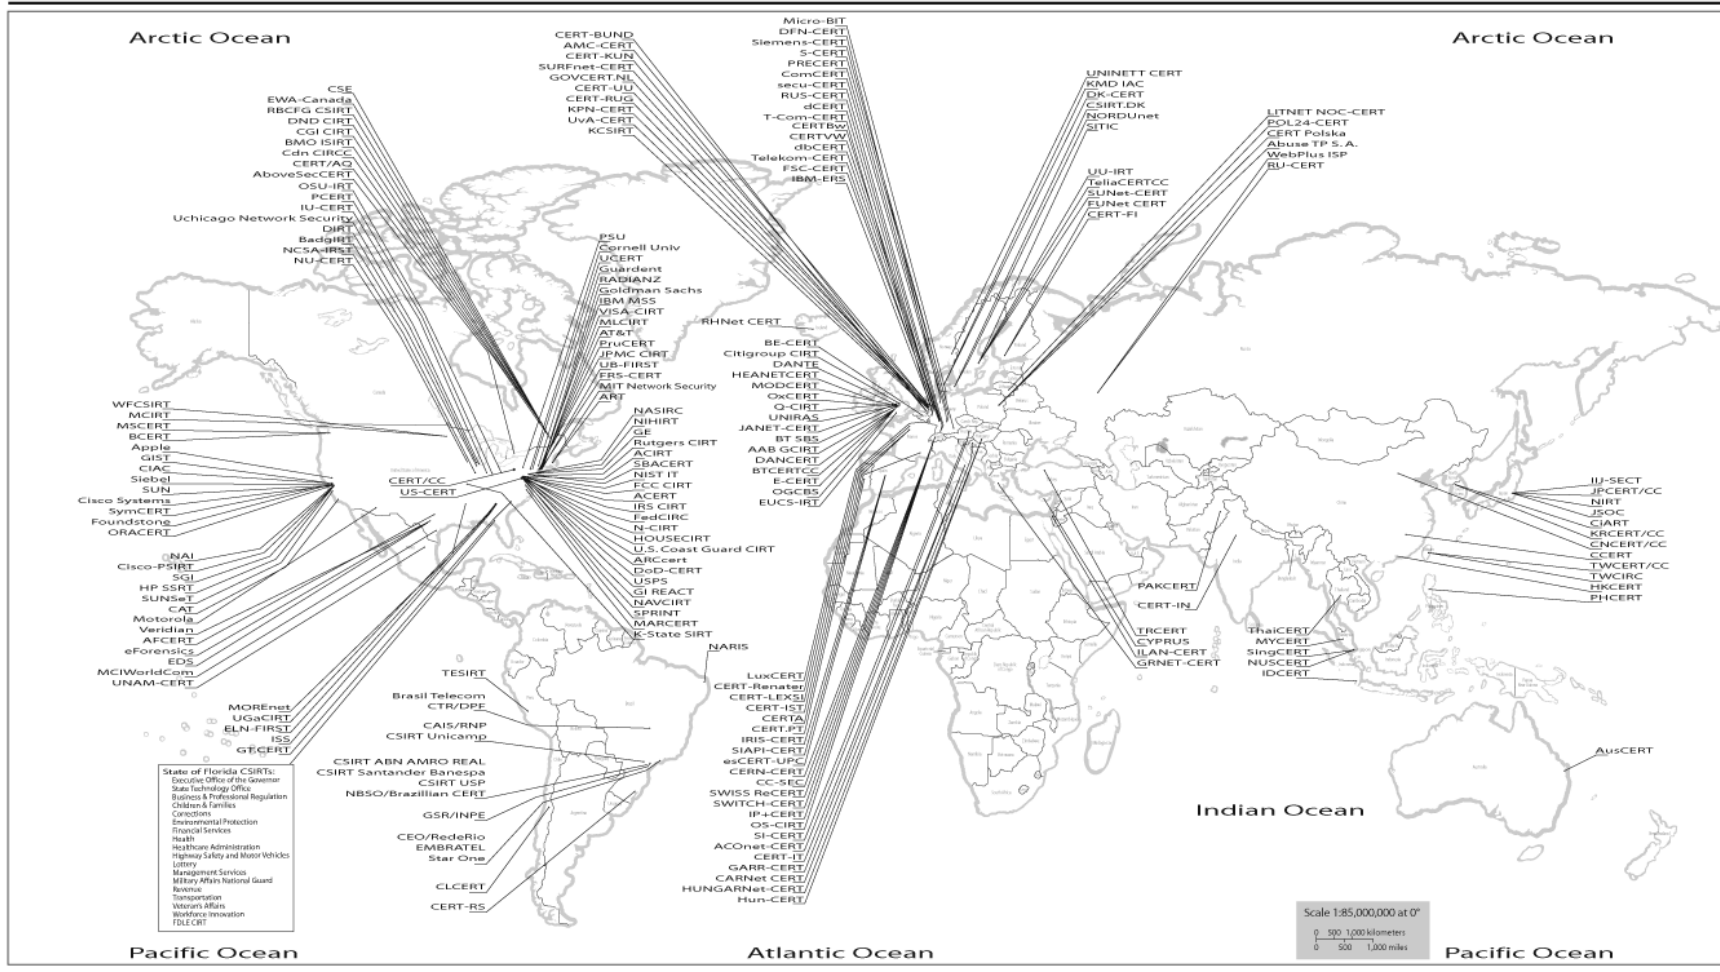 Arctic Ocean
Arctic Ocean
CSE
EWA-Canada
RBCFG CSIRT
DND CIRT
CGI CIRT
BMO ISIRT
Cdn CIRCC
CERT/AQ
AboveSecCERT
OSU-IRT
PCERT
IU-CERT
Uchicago Network Security
DIRT
BadgIRT
NCSA-IRST
NU-CERT
CERT-BUND
AMC-CERT
CERT-KUN
SURFnet-CERT
GOVCERT.NL
CERT-UU
CERT-RUG
KPN-CERT
UvA-CERT
KCSIRT
Micro-BIT
DFN-CERT
Siemens-CERT
S-CERT
PRECERT
ComCERT
secu-CERT
RUS-CERT
dCERT
T-Com-CERT
CERTBw
CERTVW
dbCERT
Telekom-CERT
FSC-CERT
IBM-ERS
UNINETT CERT
KMD IAC
DK-CERT
CSIRT.DK
NORDUnet
SITIC
UU-IRT
TeliaCERTCC
SUNet-CERT
FUNet CERT
CERT-FI
LITNET NOC-CERT
POL24-CERT
CERT Polska
Abuse TP S.A.
WebPlus ISP
RU-CERT
PSU
Cornell Univ
UCERT
Guardent
RADIANZ
Goldman Sachs
IBM MSS
VISA-CIRT
MLCIRT
AT&T
PruCERT
JPMC CIRT
UB-FIRST
FRS-CERT
MIT Network Security
ART
NASIRC
NIHIRT
GE
Rutgers CIRT
ACIRT
SBACERT
NIST IT
FCC CIRT
ACERT
IRS CIRT
FedCIRC
N-CIRT
HOUSECIRT
U.S. Coast Guard CIRT
ARCcert
DoD-CERT
USPS
GI REACT
NAVCIRT
SPRINT
MARCERT
K-State SIRT
RHNet CERT
BE-CERT
Citigroup CIRT
DANTE
HEANETCERT
MODCERT
OxCERT
Q-CIRT
UNIRAS
JANET-CERT
BT SBS
AAB GCIRT
DANCERT
BTCERTCC
E-CERT
OGCBS
EUCS-IRT
WFCSIRT
MCIRT
MSCERT
BCERT
Apple
GIST
CIAC
Siebel
SUN
Cisco Systems
SymCERT
Foundstone
ORACERT
CERT/CC
US-CERT
NAI
Cisco-PSIRT
SGI
HP SSRT
SUNSeT
CAT
Motorola
Veridian
AFCERT
eForensics
EDS
MCIWorldCom
UNAM-CERT
MOREnet
UGaCIRT
ELN-FIRST
ISS
GT CERT
State of Florida CSIRTs:
Executive Office of the Governor
State Technology Office
Business & Professional Regulation
Children & Families
Corrections
Environmental Protection
Financial Services
Health
Healthcare Administration
Highway Safety and Motor Vehicles
Lottery
Management Services
Military Affairs National Guard
Revenue
Transportation
Veteran's Affairs
Workforce Innovation
FDLE CIRT
NARIS
TESIRT
Brasil Telecom
CTR/DPF
CAIS/RNP
CSIRT Unicamp
CSIRT ABN AMRO REAL
CSIRT Santander Banespa
CSIRT USP
NBSO/Brazillian CERT
GSR/INPE
CEO/RedeRio
EMBRATEL
Star One
CLCERT
CERT-RS
LuxCERT
CERT-Renater
CERT-LEXSI
CERT-IST
CERTA
CERT.PT
IRIS-CERT
SIAPI-CERT
esCERT-UPC
CERN-CERT
CC-SEC
SWISS ReCERT
SWITCH-CERT
IP+CERT
OS-CIRT
SI-CERT
ACOnet-CERT
CERT-IT
GARR-CERT
CARNet CERT
HUNGARNet-CERT
Hun-CERT
PAKCERT
CERT-IN
TRCERT
CYPRUS
ILAN-CERT
GRNET-CERT
ThaiCERT
MYCERT
SingCERT
NUSCERT
IDCERT
IIJ-SECT
JPCERT/CC
NIRT
JSOC
CIART
KRCERT/CC
CNCERT/CC
CCERT
TWCERT/CC
TWCIRC
HKCERT
PHCERT
AusCERT
Indian Ocean
Scale 1:85,000,000 at 0°
0 500 1,000 kilometers
0 500 1,000 miles
Pacific Ocean
Atlantic Ocean
Pacific Ocean